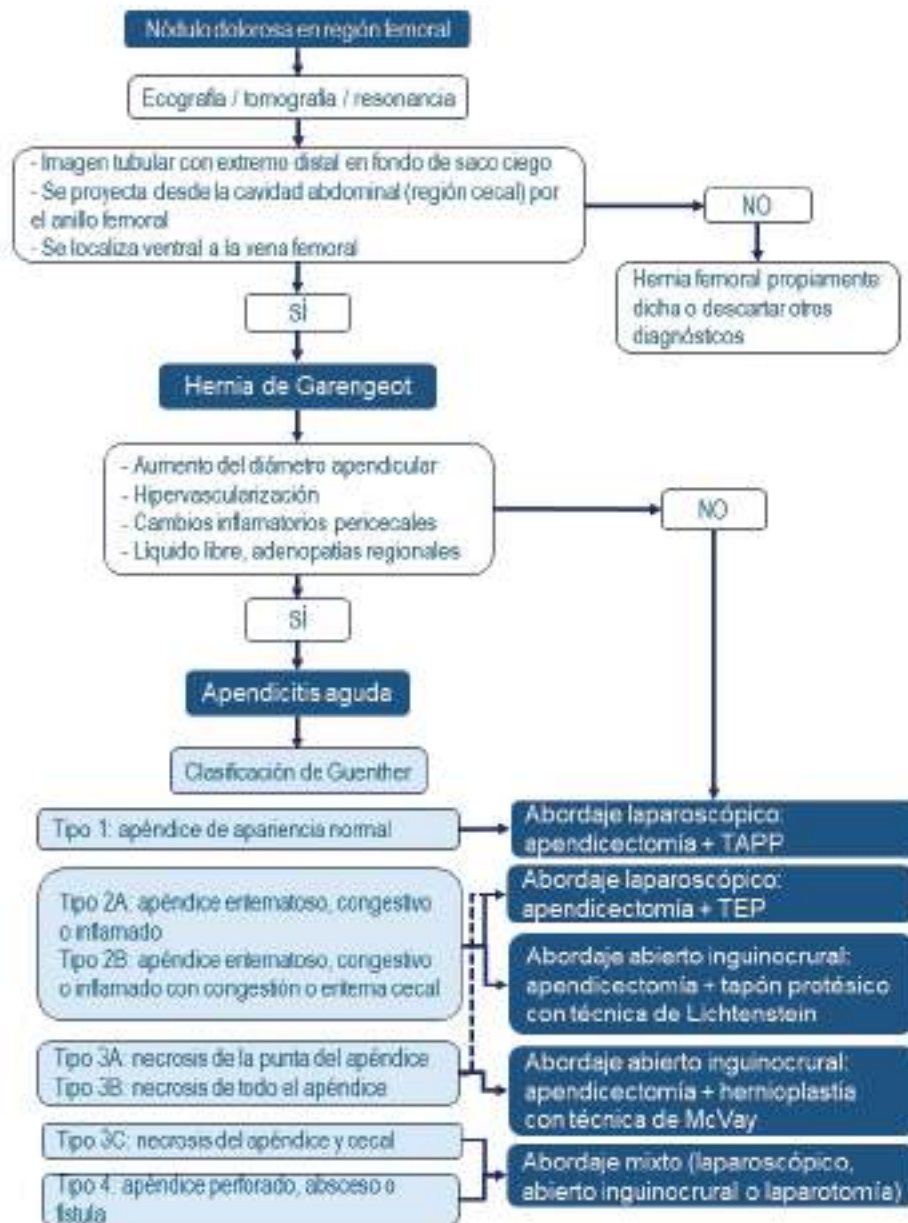 Nódulo dolorosa en región femoral
Ecografía / tomografía / resonancia
- Imagen tubular con extremo distal en fondo de saco ciego
- Se proyecta desde la cavidad abdominal (región cecal) por
el anillo femoral
- Se localiza ventral a la vena femoral
NO
Hernia femoral propiamente
dicha o descartar otros
diagnósticos
SÍ
Hernia de Garengeot
- Aumento del diámetro apendicular
- Hipervascularización
- Cambios inflamatorios pericecales
- Líquido libre, adenopatías regionales
NO
SÍ
Apendicitis aguda
Clasificación de Guenther
Tipo 1: apéndice de apariencia normal
Abordaje laparoscópico:
apendicectomía + TAPP
Tipo 2A: apéndice eritematoso, congestivo
o inflamado
Tipo 2B: apéndice eritematoso, congestivo
o inflamado con congestión o eritema cecal
Abordaje laparoscópico:
apendicectomía + TEP
Abordaje abierto inguinocrural:
apendicectomía + tapón protésico
con técnica de Lichtenstein
Tipo 3A: necrosis de la punta del apéndice
Tipo 3B: necrosis de todo el apéndice
Abordaje abierto inguinocrural:
apendicectomía + hernioplastía
con técnica de McVay
Tipo 3C: necrosis del apéndice y cecal
Tipo 4: apéndice perforado, absceso o
fístula
Abordaje mixto (laparoscópico,
abierto inguinocrural o laparotomía)